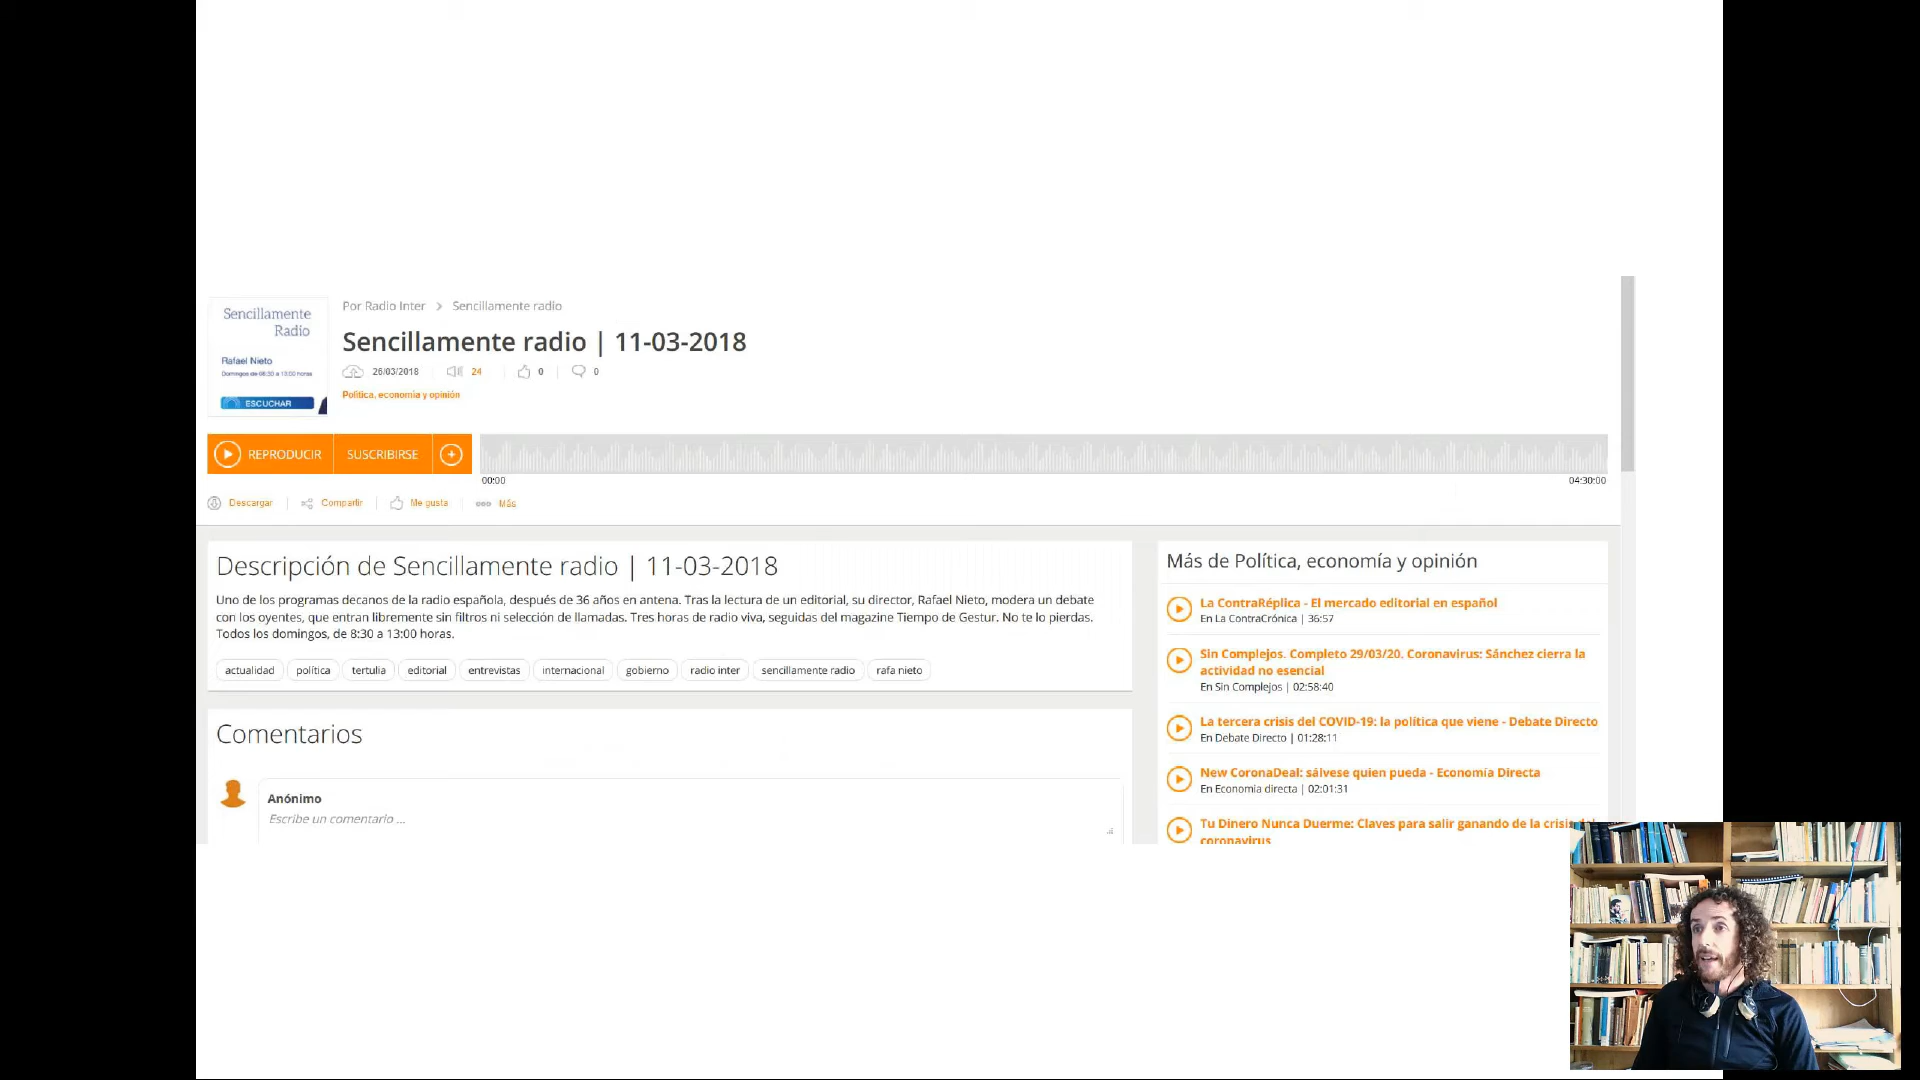 Sencillamente
Radio
Rafael Nieto
Domingos de 08:30 a 13:00 horas
ESCUCHAR
Por Radio Inter > Sencillamente radio
Sencillamente radio | 11-03-2018
26/03/2018 24 0 0
Política, economía y opinión
REPRODUCIR SUSCRIBIRSE
00:00 04:30:00
Descargar Compartir Me gusta Más
Descripción de Sencillamente radio | 11-03-2018
Uno de los programas decanos de la radio española, después de 36 años en antena. Tras la lectura de un editorial, su director, Rafael Nieto, modera un debate
con los oyentes, que entran libremente sin filtros ni selección de llamadas. Tres horas de radio viva, seguidas del magazine Tiempo de Gestur. No te lo pierdas.
Todos los domingos, de 8:30 a 13:00 horas.
actualidad política tertulia editorial entrevistas internacional gobierno radio inter sencillamente radio rafa nieto
Comentarios
Anónimo
Escribe un comentario ...
Más de Política, economía y opinión
La ContraRéplica - El mercado editorial en español
En La ContraCrónica | 36:57
Sin Complejos. Completo 29/03/20. Coronavirus: Sánchez cierra la
actividad no esencial
En Sin Complejos | 02:58:40
La tercera crisis del COVID-19: la política que viene - Debate Directo
En Debate Directo | 01:28:11
New CoronaDeal: sálvese quien pueda - Economía Directa
En Economia directa | 02:01:31
Tu Dinero Nunca Duerme: Claves para salir ganando de la crisis del
coronavirus